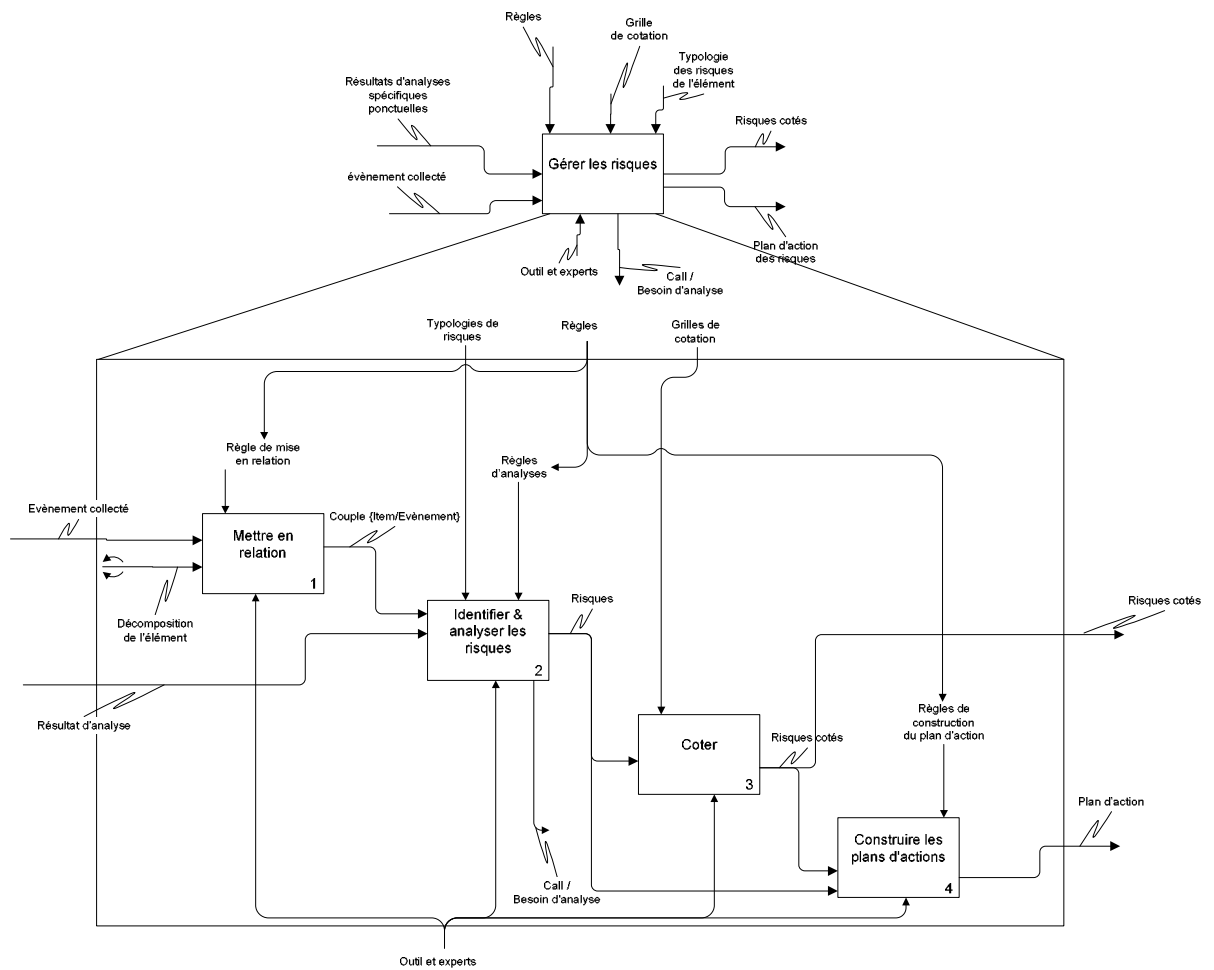 Règles
Grille
de cotation
Typologie
des risques
de l'élément
Résultats d'analyses
spécifiques
ponctuelles
Risques cotés
Gérer les risques
évènement collecté
Plan d'action
des risques
Outil et experts
Call /
Besoin d'analyse
Typologies de
risques
Règles
Grilles de
cotation
Règle de mise
en relation
Règles
d'analyses
Evènement collecté
Couple {Item/Evènement}
Mettre en
relation
1
Décomposition
de l'élément
Identifier &
analyser les
risques
2
Risques
Risques cotés
Résultat d'analyse
Règles de
construction
du plan d'action
Coter
3
Risques cotés
Plan d'action
Construire les
plans d'actions
4
Call /
Besoin d'analyse
Outil et experts